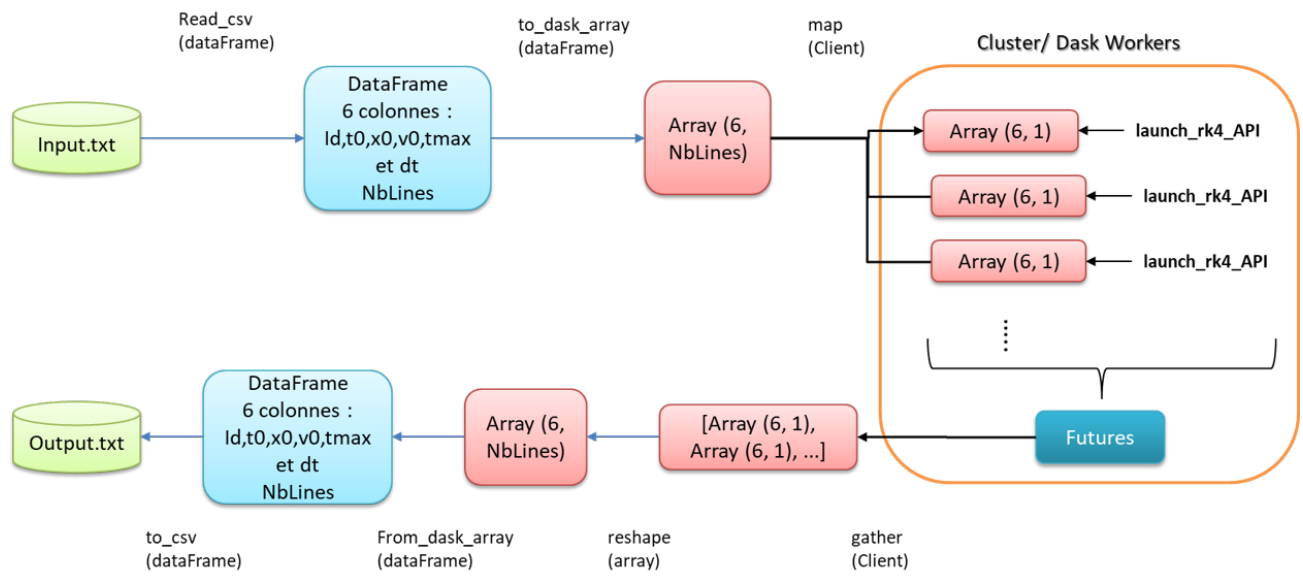 Read_csv
(dataFrame)
to_dask_array
(dataFrame)
map
(Client)
Cluster/ Dask Workers
Input.txt
DataFrame
6 colonnes :
Id,t0,x0,v0,tmax
et dt
NbLines
Array (6,
NbLines)
Array (6, 1)
launch_rk4_API
Array (6, 1)
launch_rk4_API
Array (6, 1)
launch_rk4_API
Output.txt
DataFrame
6 colonnes :
Id,t0,x0,v0,tmax
et dt
NbLines
Array (6,
NbLines)
[Array (6, 1),
Array (6, 1), ...]
Futures
to_csv
(dataFrame)
From_dask_array
(dataFrame)
reshape
(array)
gather
(Client)